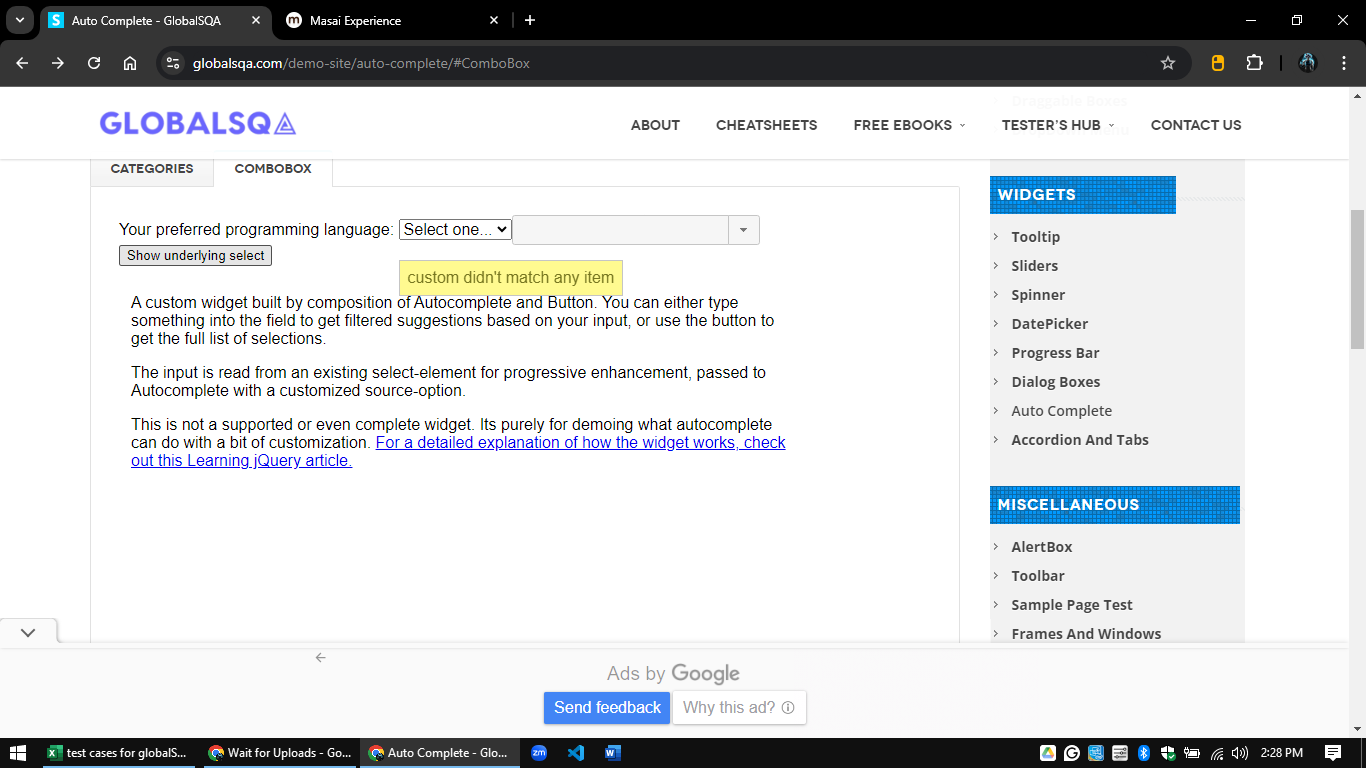 Auto Complete - GlobalSQA
Masai Experience
globalsqa.com/demo-site/auto-complete/#ComboBox
Draggable Boxes
GLOBALSQA
ABOUT
CHEATSHEETS
FREE EBOOKS
TESTER'S HUB
CONTACT US
CATEGORIES
COMBOBOX
Your preferred programming language: Select one...
Show underlying select
custom didn't match any item
A custom widget built by composition of Autocomplete and Button. You can either type
something into the field to get filtered suggestions based on your input, or use the button to
get the full list of selections.
The input is read from an existing select-element for progressive enhancement, passed to
Autocomplete with a customized source-option.
This is not a supported or even complete widget. Its purely for demoing what autocomplete
can do with a bit of customization. For a detailed explanation of how the widget works, check
out this Learning jQuery article.
WIDGETS
Tooltip
Sliders
Spinner
DatePicker
Progress Bar
Dialog Boxes
Auto Complete
Accordion And Tabs
MISCELLANEOUS
AlertBox
Toolbar
Sample Page Test
Frames And Windows
Ads by Google
Send feedback
Why this ad?
test cases for globalS...
Wait for Uploads - Go...
Auto Complete - Glo...
zm
2:28 PM